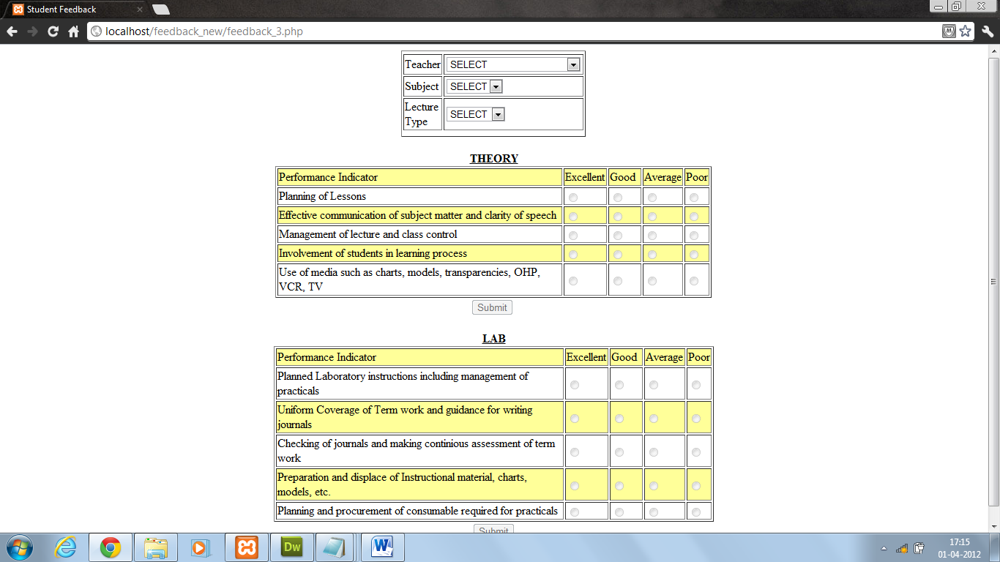 Student Feedback
localhost/feedback_new/feedback_3.php
Teacher SELECT
Subject SELECT
Lecture
Type SELECT
THEORY
Performance Indicator Excellent Good Average Poor
Planning of Lessons
Effective communication of subject matter and clarity of speech
Management of lecture and class control
Involvement of students in learning process
Use of media such as charts, models, transparencies, OHP,
VCR, TV
Submit
LAB
Performance Indicator Excellent Good Average Poor
Planned Laboratory instructions including management of
practicals
Uniform Coverage of Term work and guidance for writing
journals
Checking of journals and making continious assessment of term
work
Preparation and displace of Instructional material, charts,
models, etc.
Planning and procurement of consumable required for practicals
Submit
Dw
W
17:15
01-04-2012